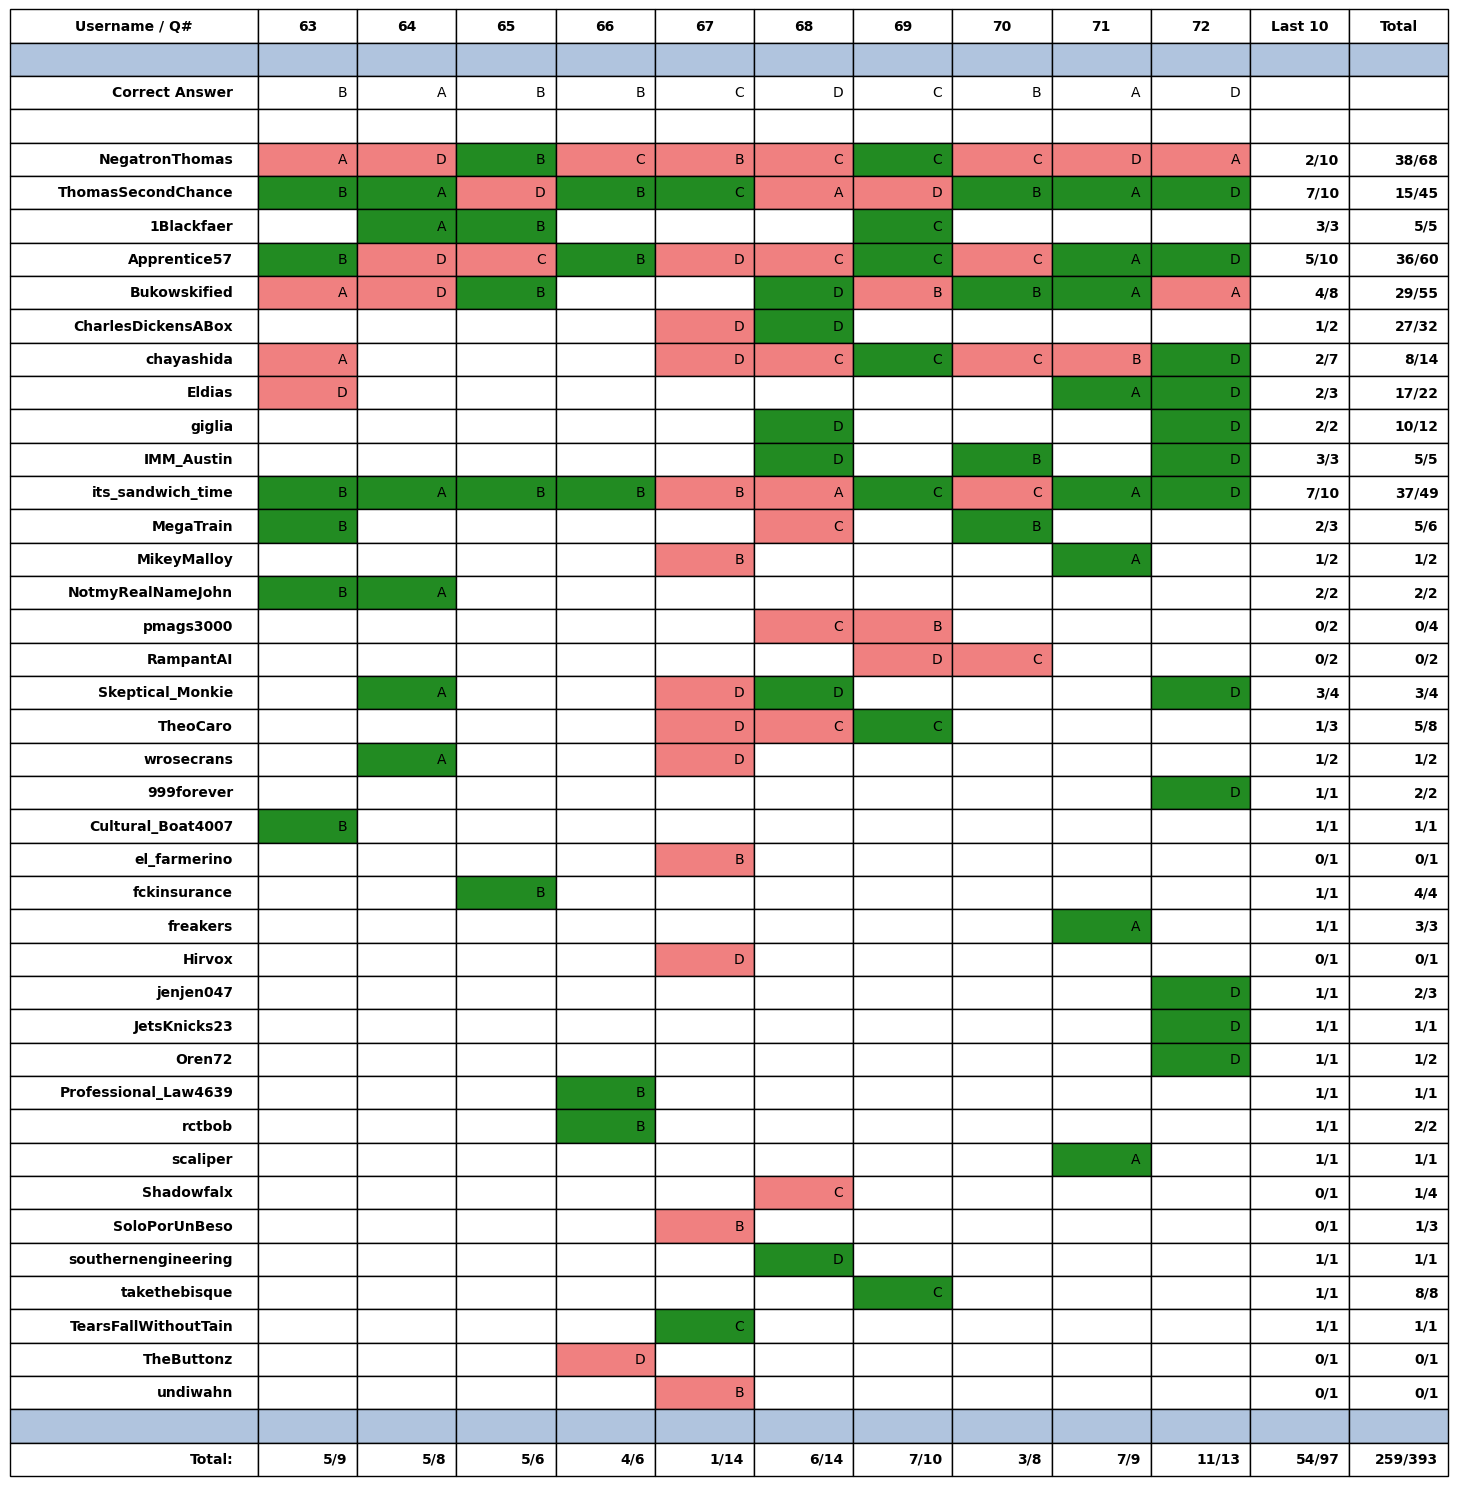 Username / Q# 63 64 65 66 67 68 69 70 71 72 Last 10 Total
Correct Answer B A B B C D C B A D
NegatronThomas A D B C B C C C D A 2/10 38/68
ThomasSecondChance B A D B C A D B A D 7/10 15/45
1Blackfaer A B C 3/3 5/5
Apprentice57 B D C B D C C C A D 5/10 36/60
Bukowskified A D B D B B A A 4/8 29/55
CharlesDickensABox D D 1/2 27/32
chayashida A D C C C B D 2/7 8/14
Eldias D A D 2/3 17/22
giglia D D 2/2 10/12
IMM_Austin D B D 3/3 5/5
its_sandwich_time B A B B B A C C A D 7/10 37/49
MegaTrain B C B 2/3 5/6
MikeyMalloy B A 1/2 1/2
NotmyRealNameJohn B A 2/2 2/2
pmags3000 C B 0/2 0/4
RampantAI D C 0/2 0/2
Skeptical_Monkie A D D D 3/4 3/4
TheoCaro D C C 1/3 5/8
wrosecrans A D 1/2 1/2
999forever D 1/1 2/2
Cultural_Boat4007 B 1/1 1/1
el_farmerino B 0/1 0/1
fckinsurance B 1/1 4/4
freakers A 1/1 3/3
Hirvox D 0/1 0/1
jenjen047 D 1/1 2/3
JetsKnicks23 D 1/1 1/1
Oren72 D 1/1 1/2
Professional_Law4639 B 1/1 1/1
rctbob B 1/1 2/2
scaliper A 1/1 1/1
Shadowfalx C 0/1 1/4
SoloPorUnBeso B 0/1 1/3
southernengineering D 1/1 1/1
takethebisque C 1/1 8/8
TearsFallWithoutTain C 1/1 1/1
TheButtonz D 0/1 0/1
undiwahn B 0/1 0/1
Total: 5/9 5/8 5/6 4/6 1/14 6/14 7/10 3/8 7/9 11/13 54/97 259/393